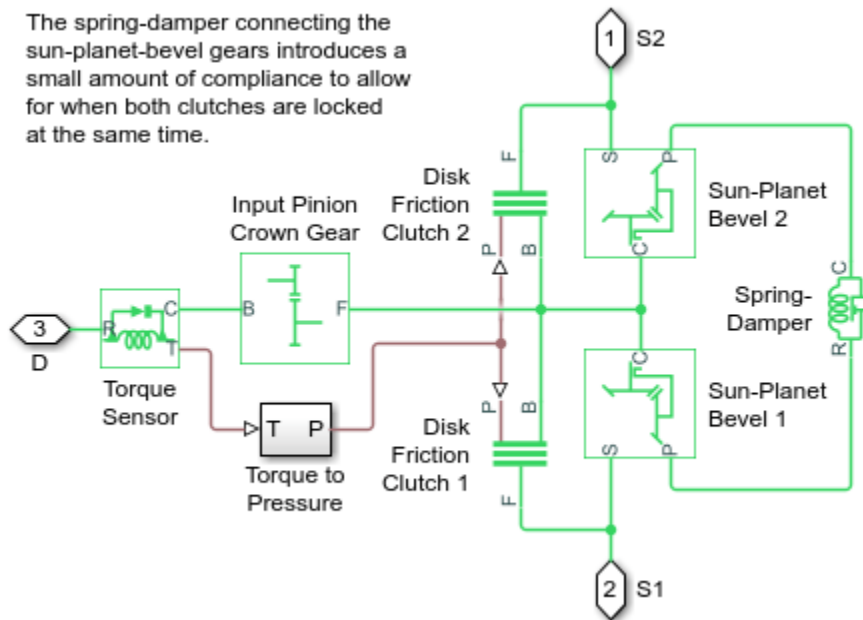 The spring-damper connecting the
sun-planet-bevel gears introduces a
small amount of compliance to allow
for when both clutches are locked
at the same time.
1
S2
F
S
P
Disk
Friction
Clutch 2
Sun-Planet
Bevel 2
Input Pinion
Crown Gear
P
B
C
C
3
D
R
C
T
Torque
Sensor
B
F
Spring-
Damper
R
T
P
Torque to
Pressure
P
B
C
Sun-Planet
Bevel 1
Disk
Friction
Clutch 1
S
P
F
2
S1